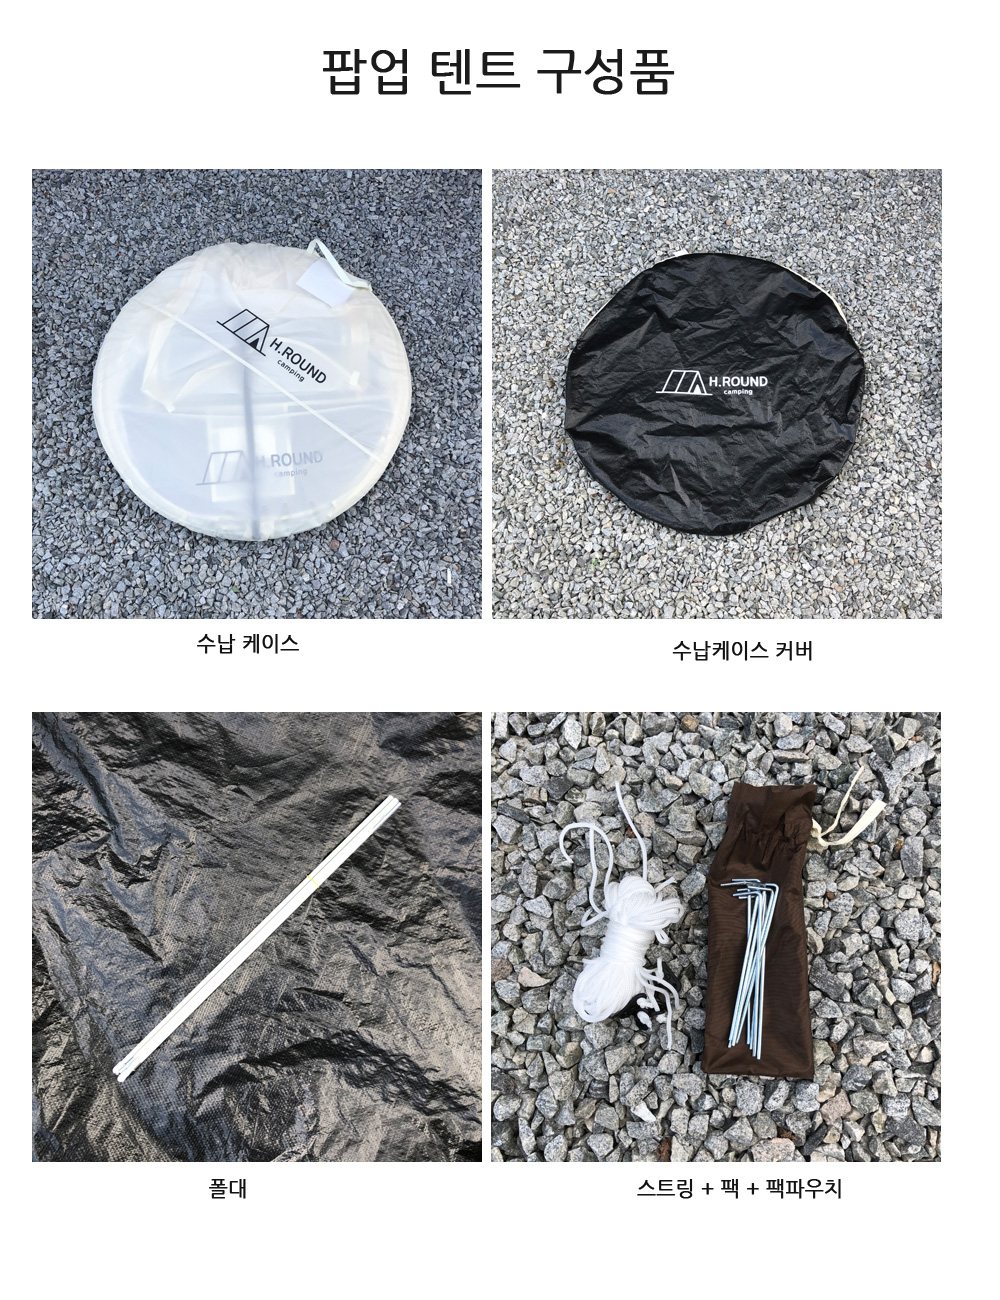 팝업 텐트 구성품
H.ROUND
camping
H.ROUND
camping
H.ROUND
camping
수납 케이스
수납케이스 커버
폴대
스트링 + 팩 + 팩파우치